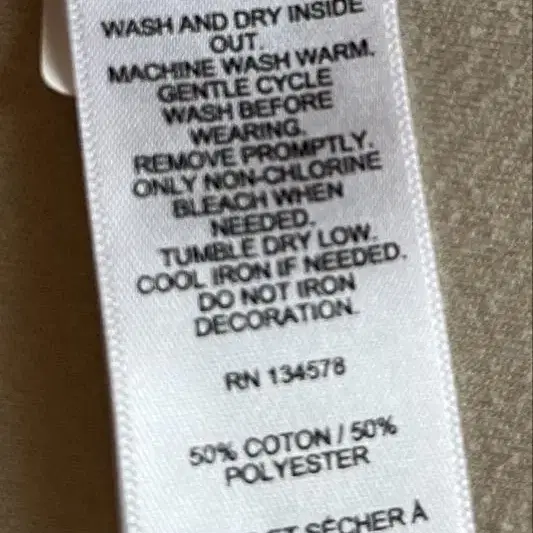 WASH AND DRY INSIDE
OUT.
MACHINE WASH WARM.
GENTLE CYCLE
WASH BEFORE
WEARING.
REMOVE PROMPTLY.
ONLY NON-CHLORINE
BLEACH WHEN
NEEDED.
TUMBLE DRY LOW.
COOL IRON IF NEEDED.
DO NOT IRON
DECORATION.
RN 134578
50% COTON / 50%
POLYESTER
ET SÉCHER À